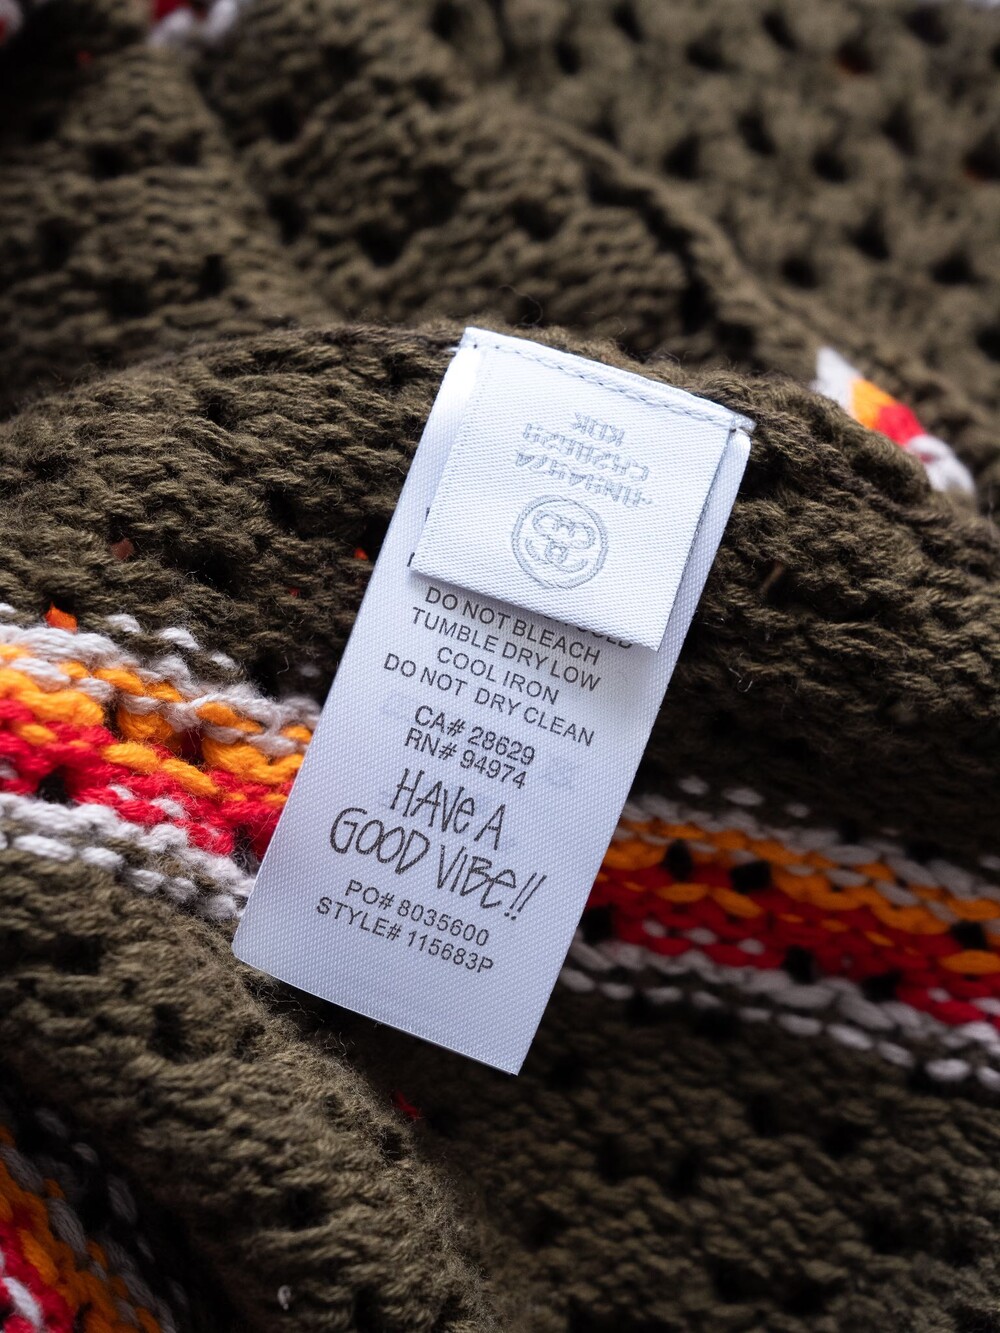 DO NOT BLEACH
TUMBLE DRY LOW
COOL IRON
DO NOT DRY CLEAN
CA# 28629
RN# 94974
HAVE A
GOOD VIBE!!
PO# 8035600
STYLE# 115683P